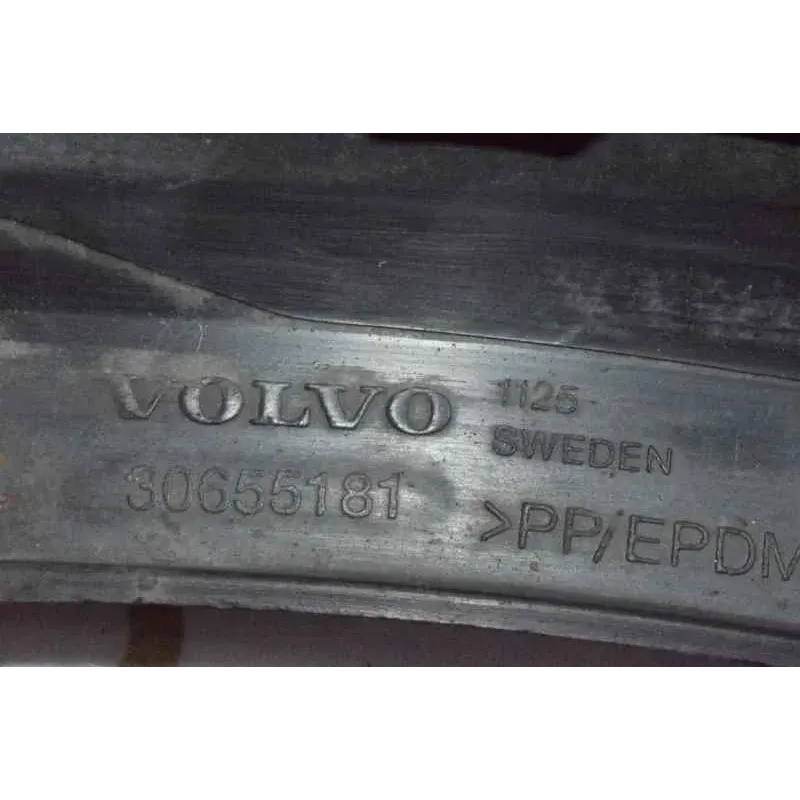 VOLVO
1125
SWEDEN
30655181
>PP/EPDM